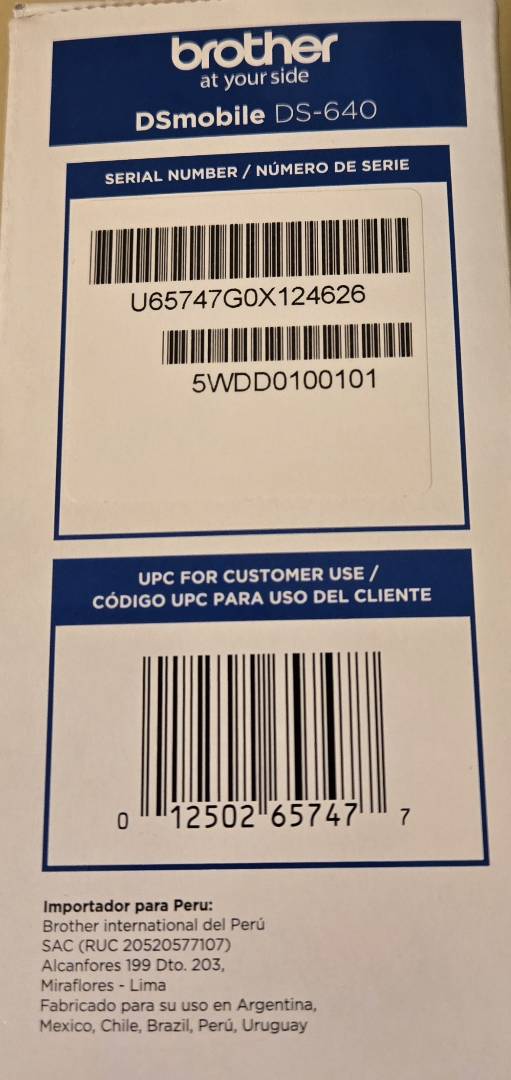 brother
at your side
DSmobile DS-640
SERIAL NUMBER / NÚMERO DE SERIE
U65747G0X124626
5WDD0100101
UPC FOR CUSTOMER USE /
CÓDIGO UPC PARA USO DEL CLIENTE
0 12502 65747 7
Importador para Peru:
Brother international del Perú
SAC (RUC 20520577107)
Alcanfores 199 Dto. 203,
Miraflores - Lima
Fabricado para su uso en Argentina,
Mexico, Chile, Brazil, Perú, Uruguay